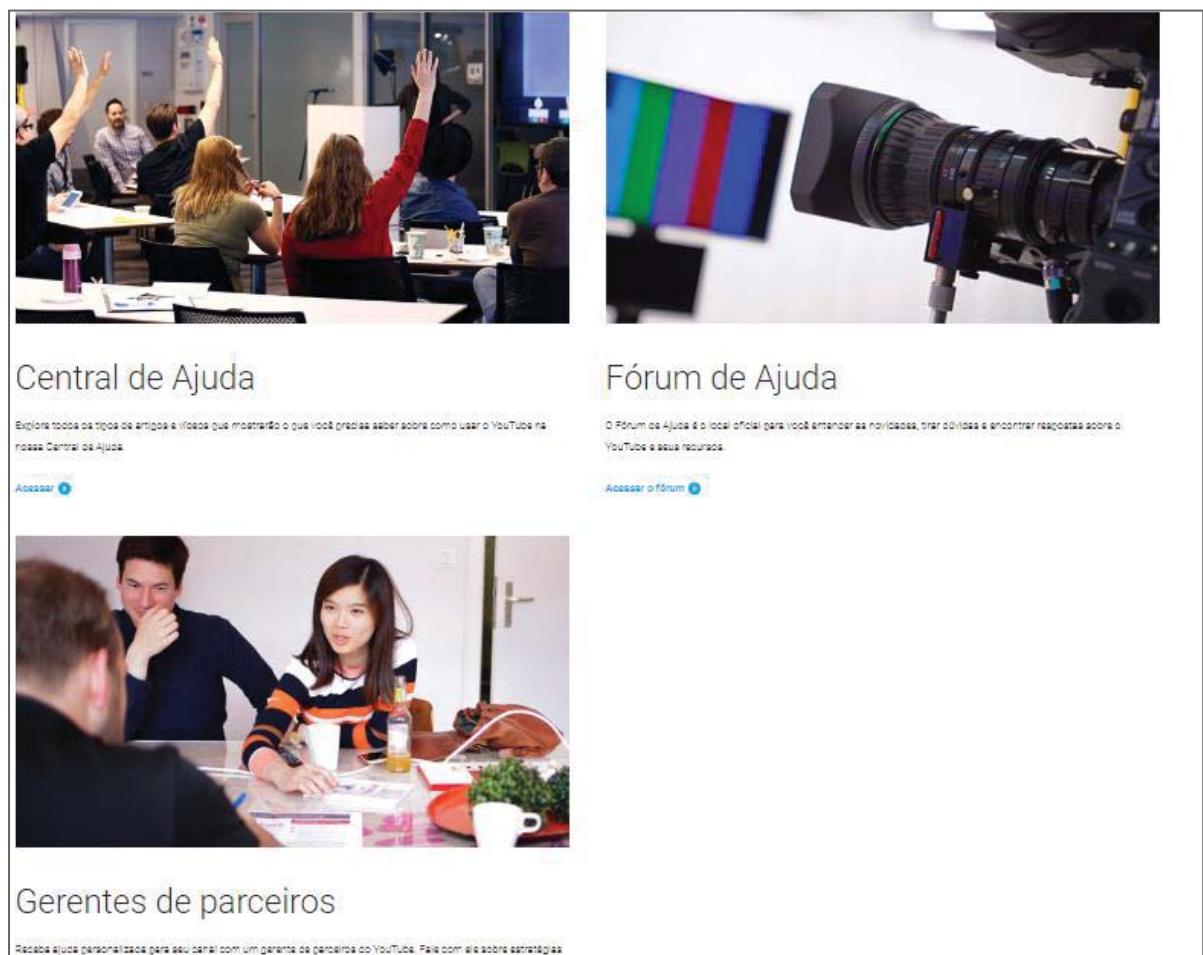 Central de Ajuda
Explore todos os tipos de artigos e vídeos que mostrarão o que você precisa saber sobre como usar o YouTube na
nossa Central de Ajuda.
Acessar
Fórum de Ajuda
O Fórum de Ajuda é o local oficial para você entender as novidades, tirar dúvidas e encontrar respostas sobre o
YouTube e seus recursos.
Acessar o fórum
Gerentes de parceiros
Receba ajuda personalizada para seu canal com um gerente de parceiros do YouTube. Fale com ele sobre estratégias